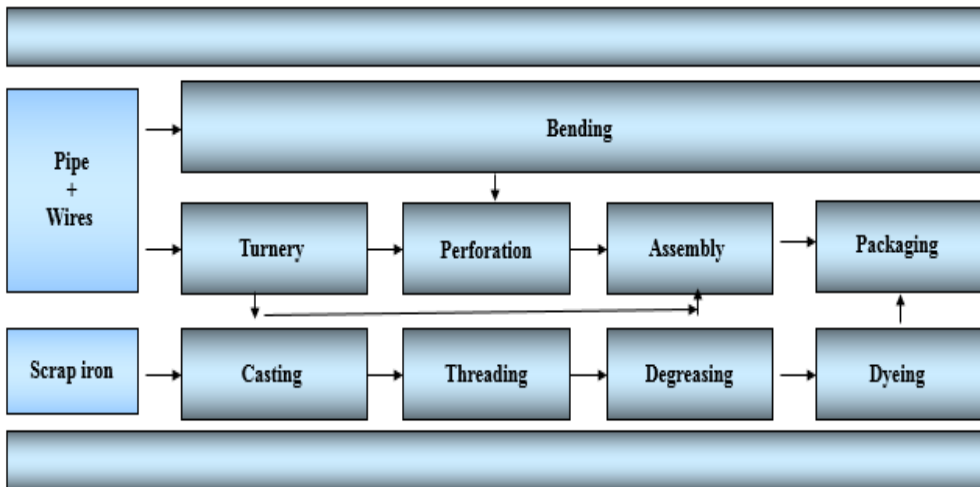 Bending
Pipe
+
Wires
Turnery
Perforation
Assembly
Packaging
Scrap iron
Casting
Threading
Degreasing
Dyeing